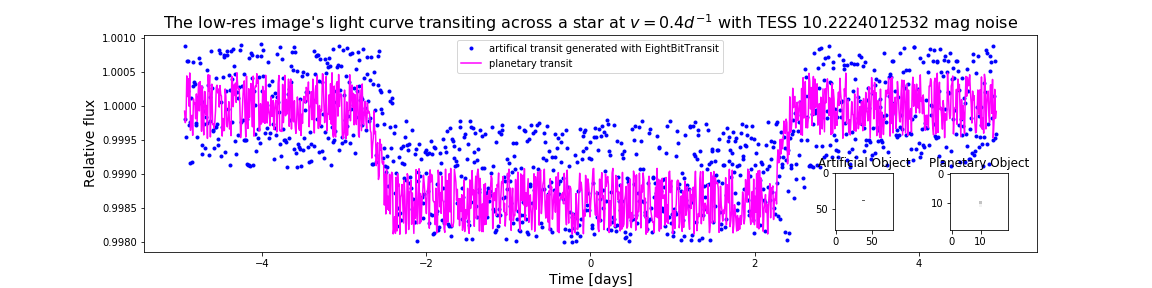 The low-res image's light curve transiting across a star at v = 0.4d⁻¹ with TESS 10.2224012532 mag noise
artifical transit generated with EightBitTransit
planetary transit
Relative flux
1.0010
1.0005
1.0000
0.9995
0.9990
0.9985
0.9980
Artificial Object
0
50
0 50
Planetary Object
0
10
0 10
−4 −2 0 2 4
Time [days]